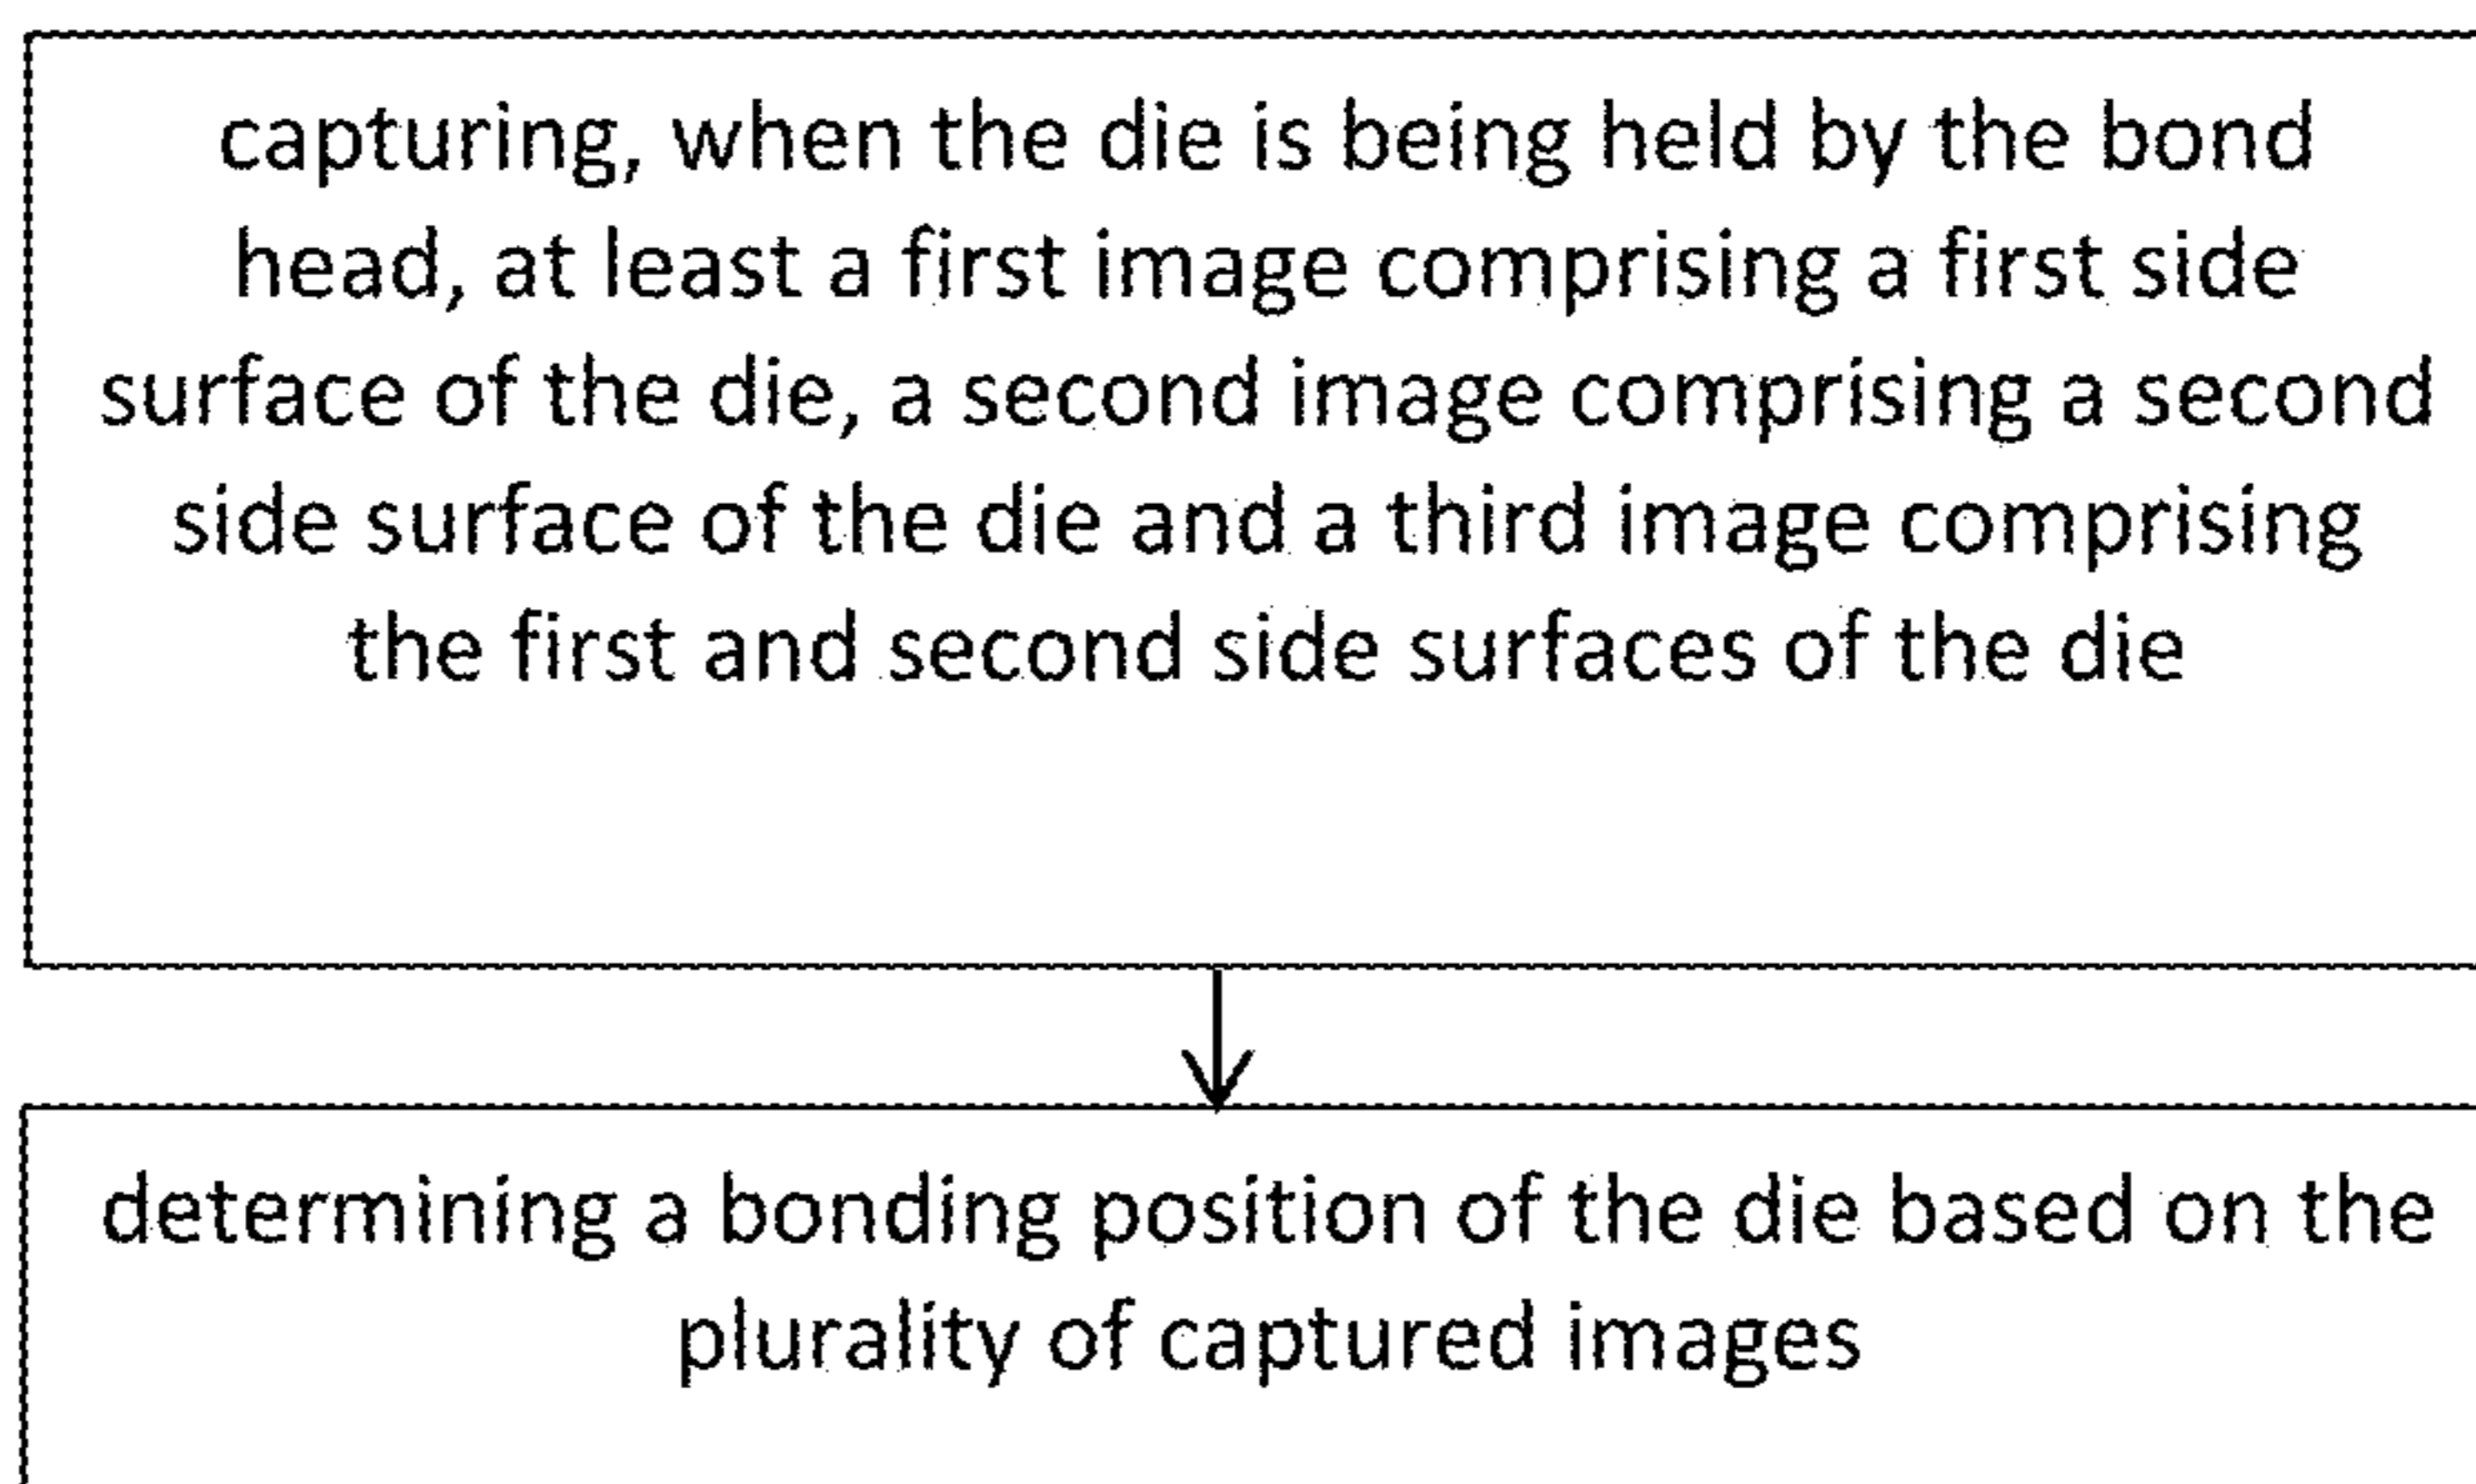 capturing, when the die is being held by the bond
head, at least a first image comprising a first side
surface of the die, a second image comprising a second
side surface of the die and a third image comprising
the first and second side surfaces of the die
determining a bonding position of the die based on the
plurality of captured images